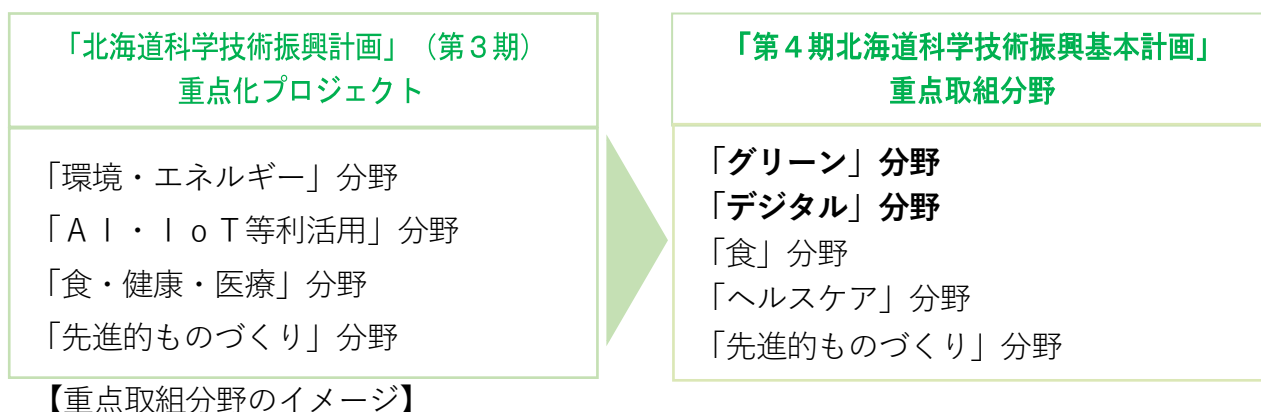 「北海道科学技術振興計画」（第３期）
重点化プロジェクト
「環境・エネルギー」分野
「ＡＩ・ＩｏＴ等利活用」分野
「食・健康・医療」分野
「先進的ものづくり」分野
「第４期北海道科学技術振興基本計画」
重点取組分野
「グリーン」分野
「デジタル」分野
「食」分野
「ヘルスケア」分野
「先進的ものづくり」分野
【重点取組分野のイメージ】